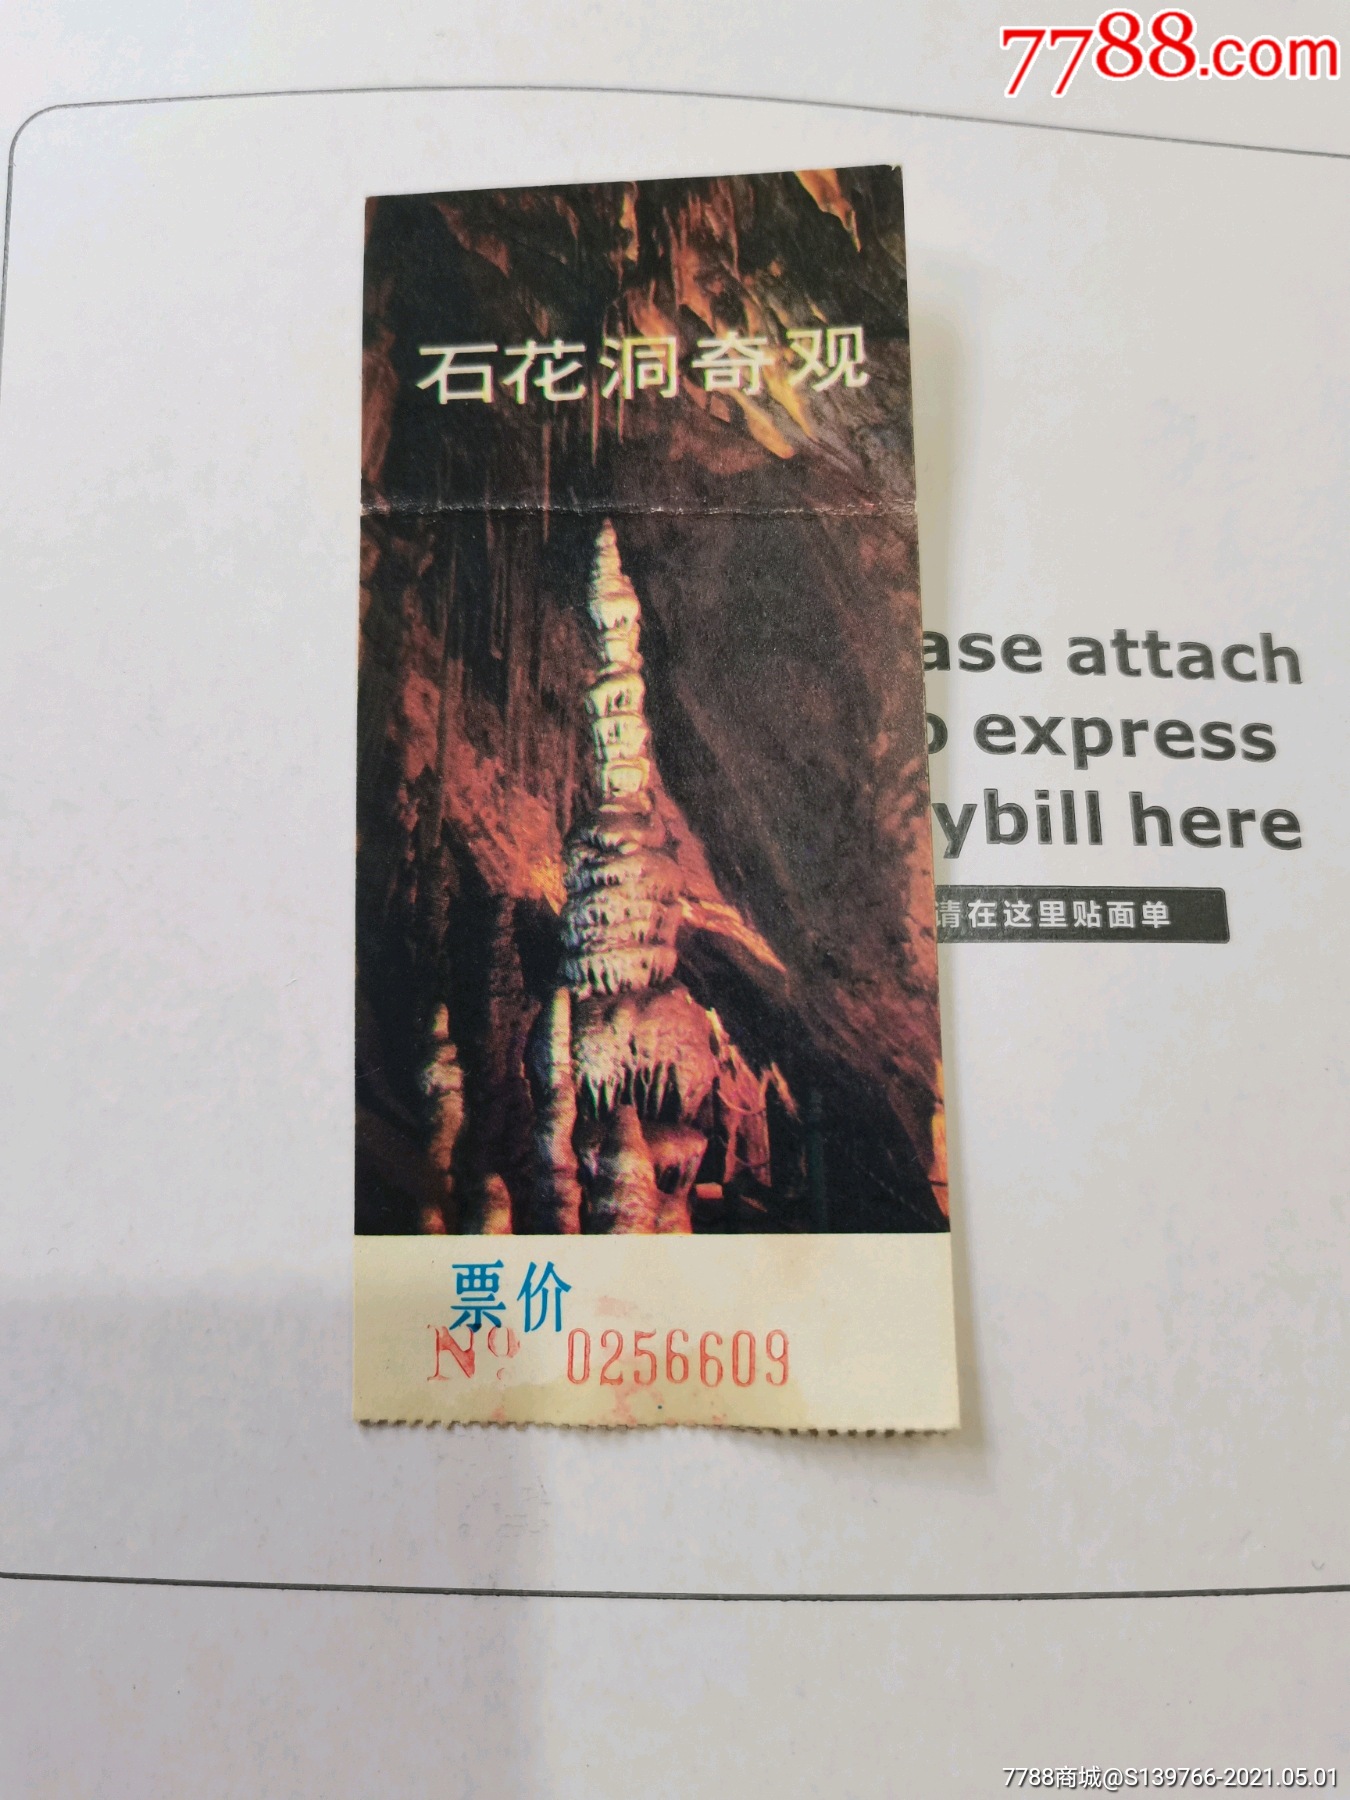 7788.com
石花洞奇观
ase attach
o express
ybill here
请在这里贴面单
票价
№ 0256609
7788商城@S139766-2021.05.01